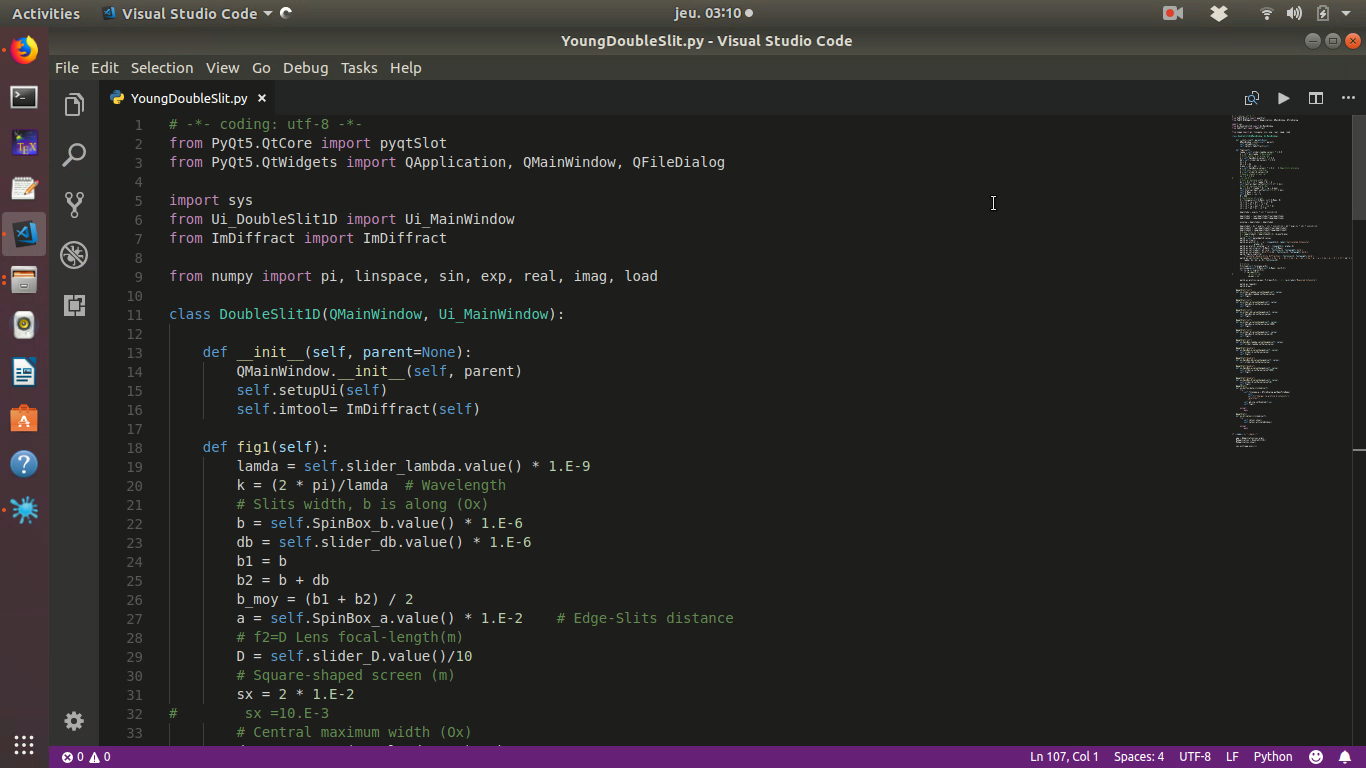 Activities Visual Studio Code jeu. 03:10
YoungDoubleSlit.py - Visual Studio Code
File Edit Selection View Go Debug Tasks Help
YoungDoubleSlit.py
1 # -*- coding: utf-8 -*-
2 from PyQt5.QtCore import pyqtSlot
3 from PyQt5.QtWidgets import QApplication, QMainWindow, QFileDialog
4
5 import sys
6 from Ui_DoubleSlit1D import Ui_MainWindow
7 from ImDiffract import ImDiffract
8
9 from numpy import pi, linspace, sin, exp, real, imag, load
10
11 class DoubleSlit1D(QMainWindow, Ui_MainWindow):
12
13     def __init__(self, parent=None):
14         QMainWindow.__init__(self, parent)
15         self.setupUi(self)
16         self.imtool= ImDiffract(self)
17
18     def fig1(self):
19         lamda = self.slider_lambda.value() * 1.E-9
20         k = (2 * pi)/lamda  # Wavelength
21         # Slits width, b is along (Ox)
22         b = self.SpinBox_b.value() * 1.E-6
23         db = self.slider_db.value() * 1.E-6
24         b1 = b
25         b2 = b + db
26         b_moy = (b1 + b2) / 2
27         a = self.SpinBox_a.value() * 1.E-2    # Edge-Slits distance
28         # f2=D Lens focal-length(m)
29         D = self.slider_D.value()/10
30         # Square-shaped screen (m)
31         sx = 2 * 1.E-2
32 #        sx =10.E-3
33         # Central maximum width (Ox)
0 0 Ln 107, Col 1 Spaces: 4 UTF-8 LF Python